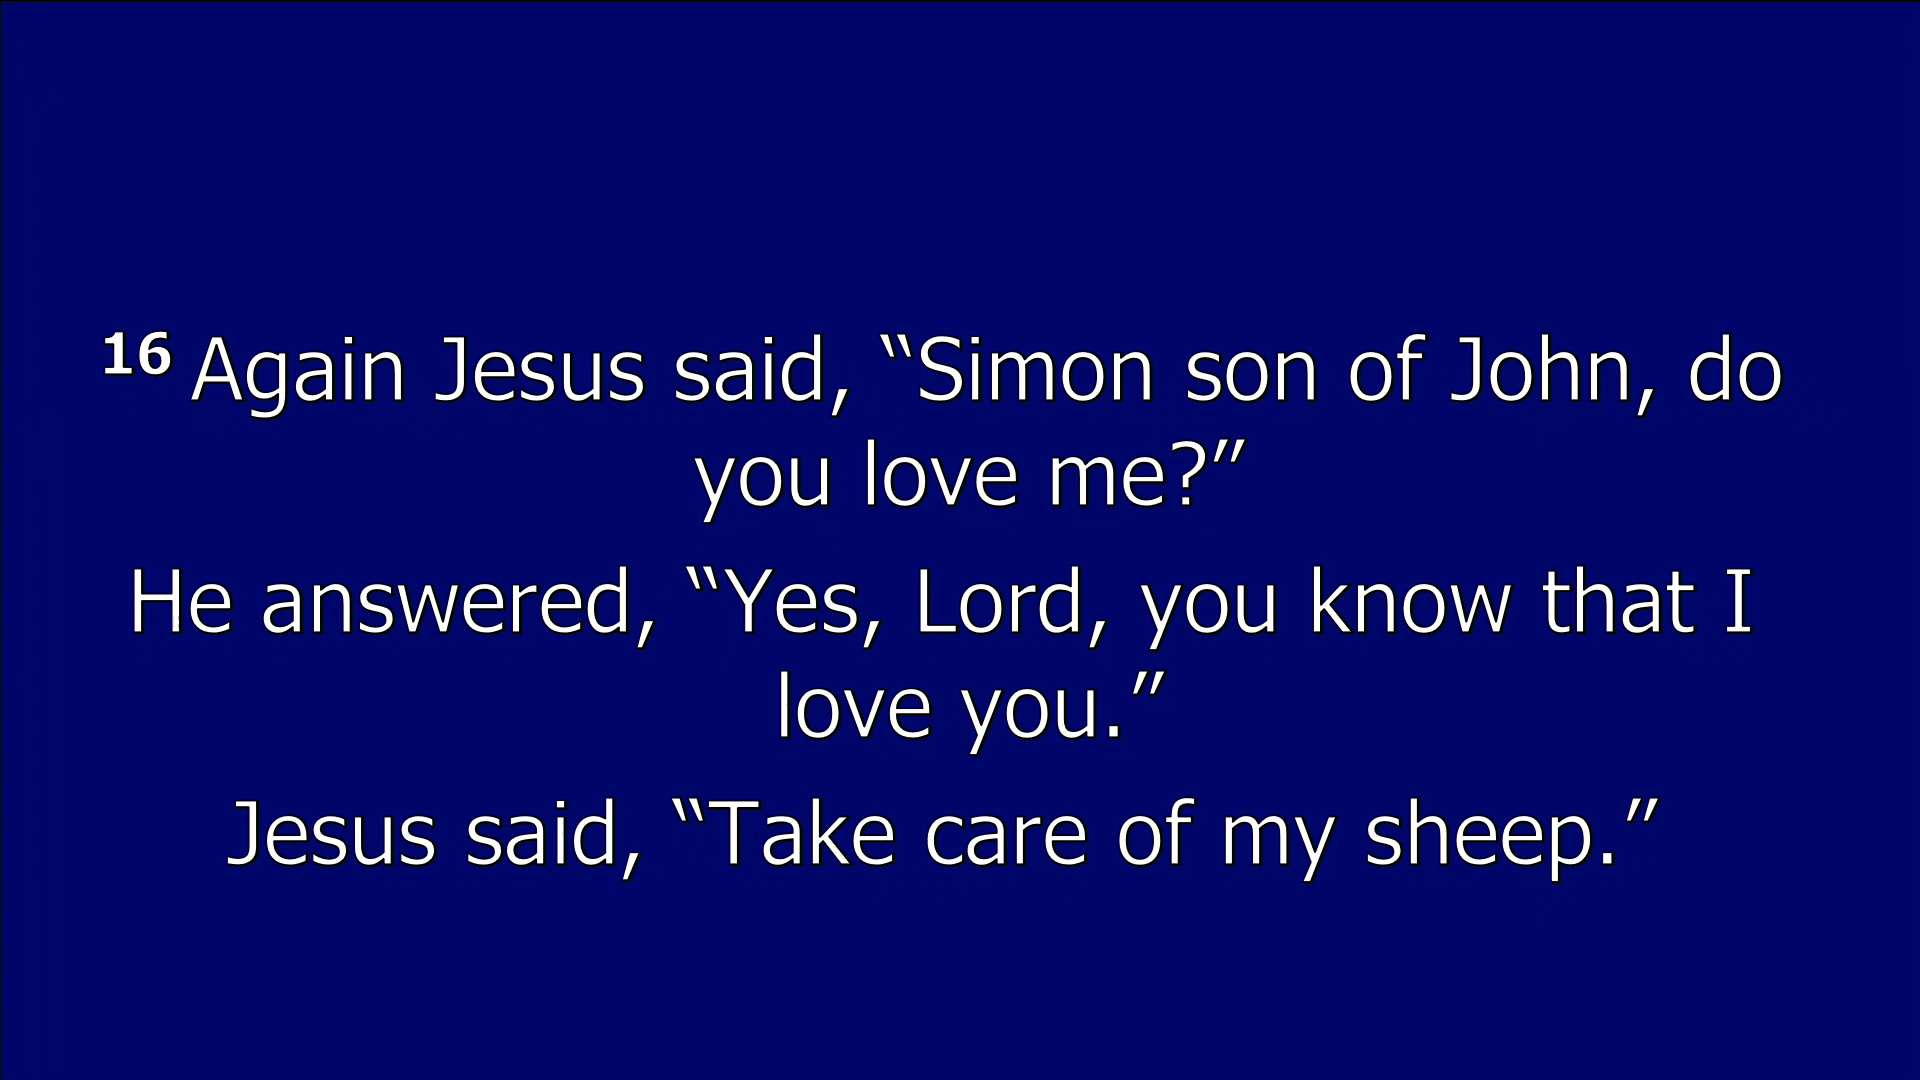 16 Again Jesus said, “Simon son of John, do
you love me?”
He answered, “Yes, Lord, you know that I
love you.”
Jesus said, “Take care of my sheep.”